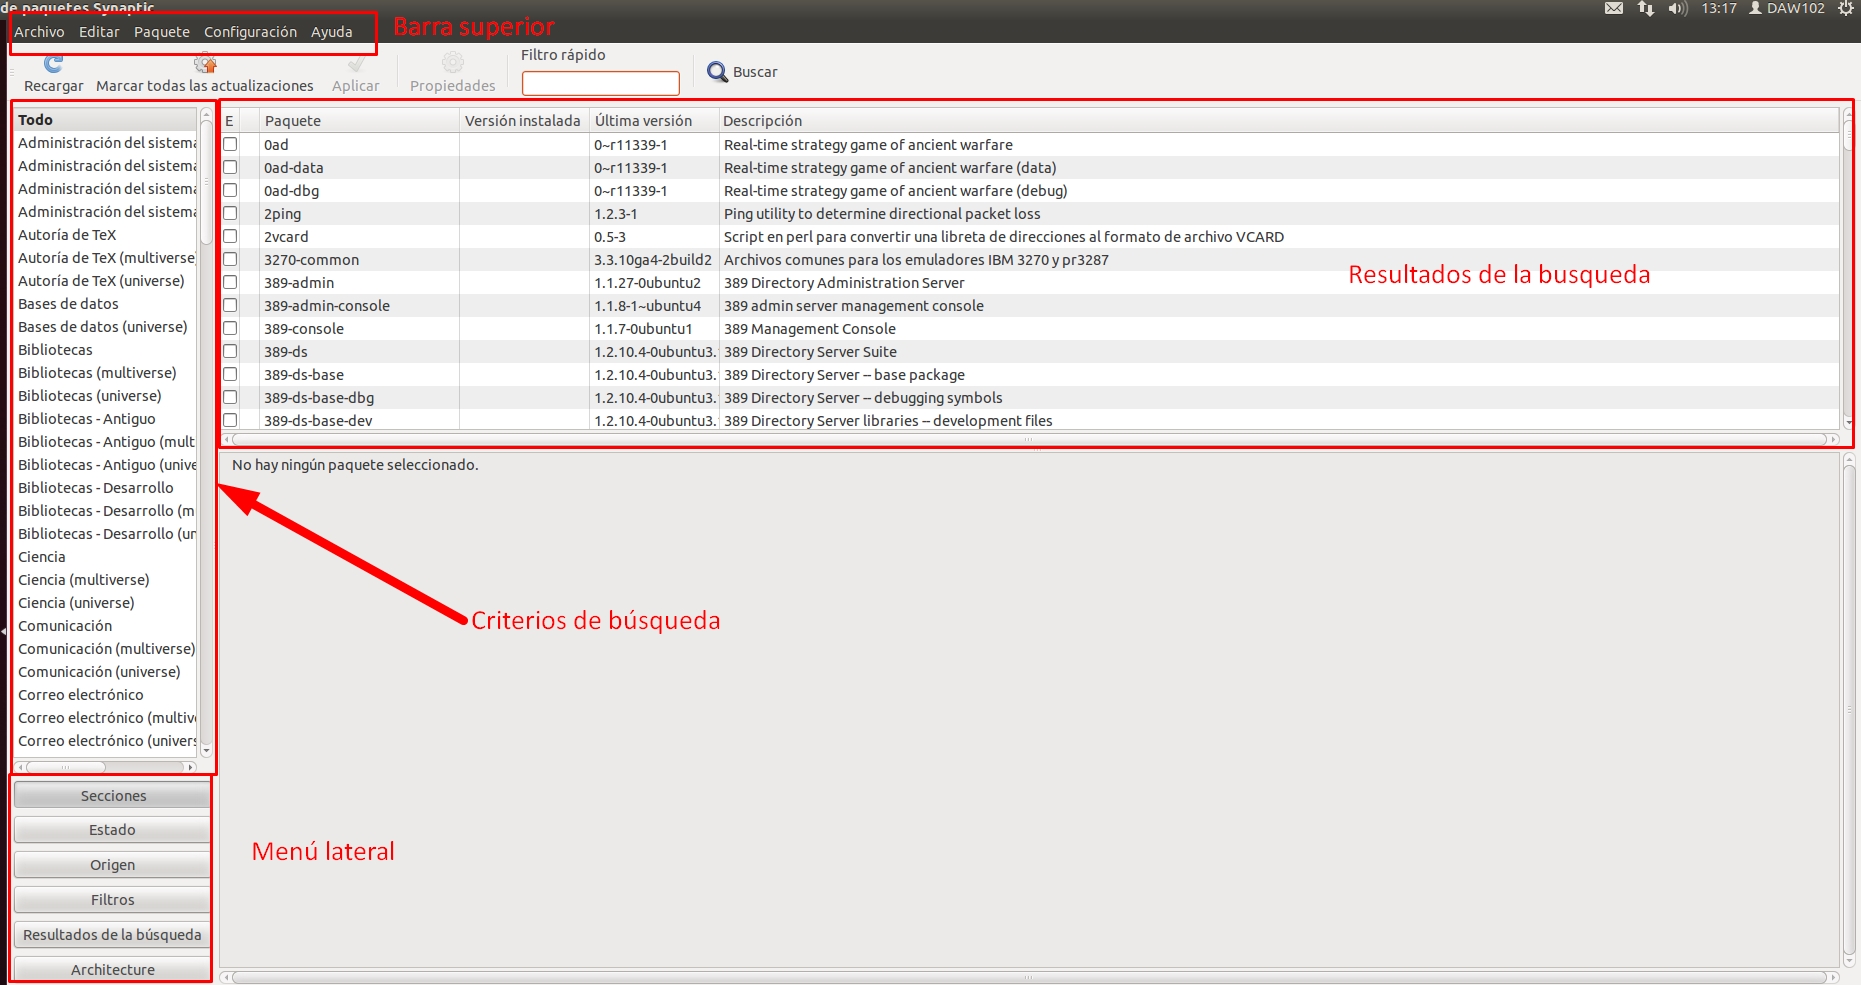 de paquetes Synaptic
13:17 DAW102
Archivo Editar Paquete Configuración Ayuda
Barra superior
Recargar Marcar todas las actualizaciones Aplicar Propiedades
Filtro rápido
Buscar
Todo
Administración del sistema
Administración del sistema
Administración del sistema
Administración del sistema
Autoría de TeX
Autoría de TeX (multiverse
Autoría de TeX (universe)
Bases de datos
Bases de datos (universe)
Bibliotecas
Bibliotecas (multiverse)
Bibliotecas (universe)
Bibliotecas - Antiguo
Bibliotecas - Antiguo (mult
Bibliotecas - Antiguo (unive
Bibliotecas - Desarrollo
Bibliotecas - Desarrollo (m
Bibliotecas - Desarrollo (un
Ciencia
Ciencia (multiverse)
Ciencia (universe)
Comunicación
Comunicación (multiverse)
Comunicación (universe)
Correo electrónico
Correo electrónico (multive
Correo electrónico (univers
Secciones
Estado
Origen
Filtros
Resultados de la búsqueda
Architecture
E Paquete Versión instalada Última versión Descripción
0ad 0~r11339-1 Real-time strategy game of ancient warfare
0ad-data 0~r11339-1 Real-time strategy game of ancient warfare (data)
0ad-dbg 0~r11339-1 Real-time strategy game of ancient warfare (debug)
2ping 1.2.3-1 Ping utility to determine directional packet loss
2vcard 0.5-3 Script en perl para convertir una libreta de direcciones al formato de archivo VCARD
3270-common 3.3.10ga4-2build2 Archivos comunes para los emuladores IBM 3270 y pr3287
389-admin 1.1.27-0ubuntu2 389 Directory Administration Server
389-admin-console 1.1.8-1~ubuntu4 389 admin server management console
389-console 1.1.7-0ubuntu1 389 Management Console
389-ds 1.2.10.4-0ubuntu3. 389 Directory Server Suite
389-ds-base 1.2.10.4-0ubuntu3. 389 Directory Server -- base package
389-ds-base-dbg 1.2.10.4-0ubuntu3. 389 Directory Server -- debugging symbols
389-ds-base-dev 1.2.10.4-0ubuntu3. 389 Directory Server libraries -- development files
Resultados de la busqueda
No hay ningún paquete seleccionado.
Criterios de búsqueda
Menú lateral